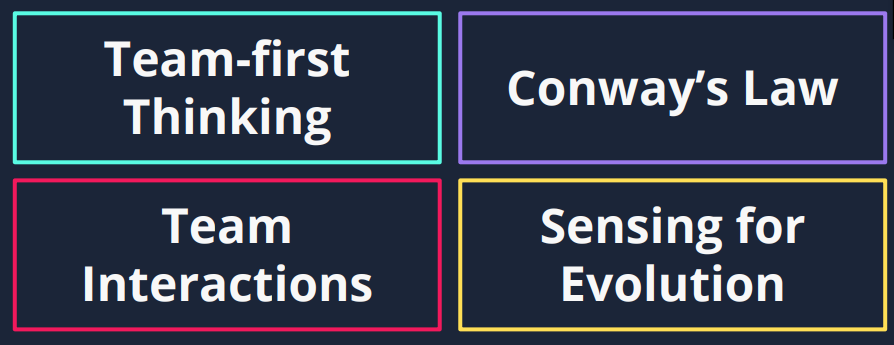 Team-first
Thinking
Conway’s Law
Team
Interactions
Sensing for
Evolution